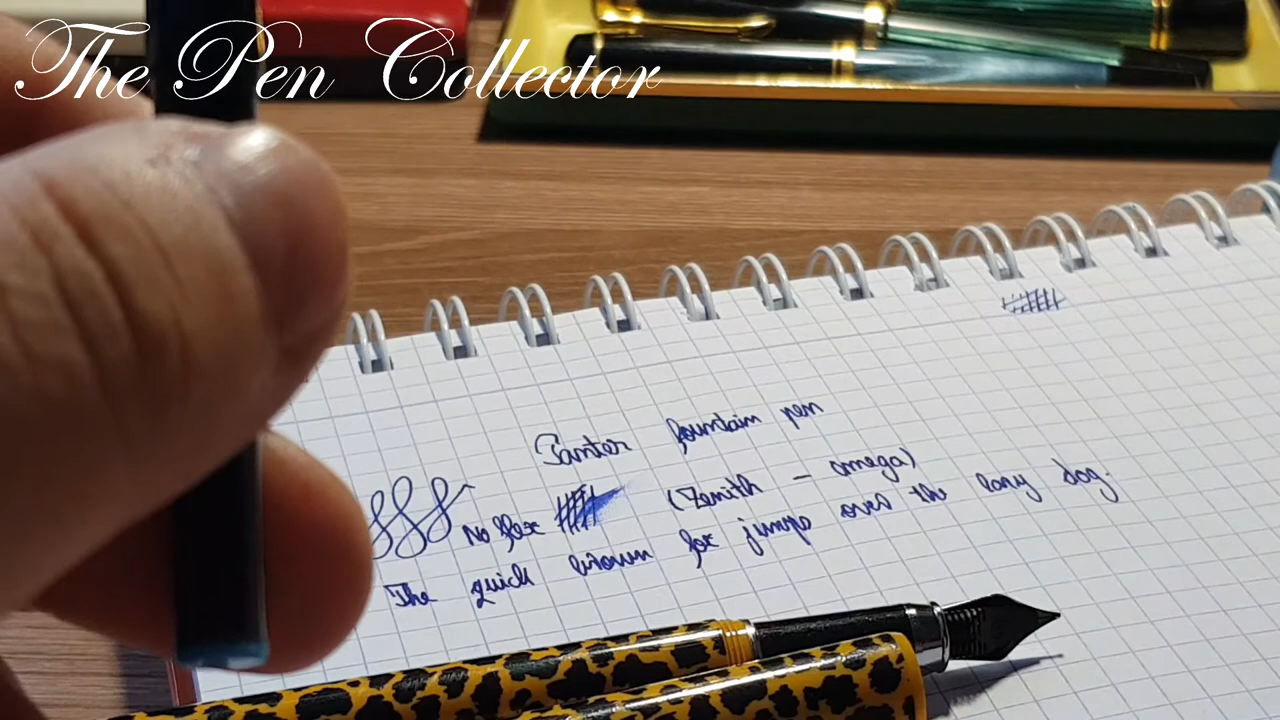 The Pen Collector
Panter fountain pen
(Zenith - omega)
No flex
The quick brown fox jumps over the lazy dog.